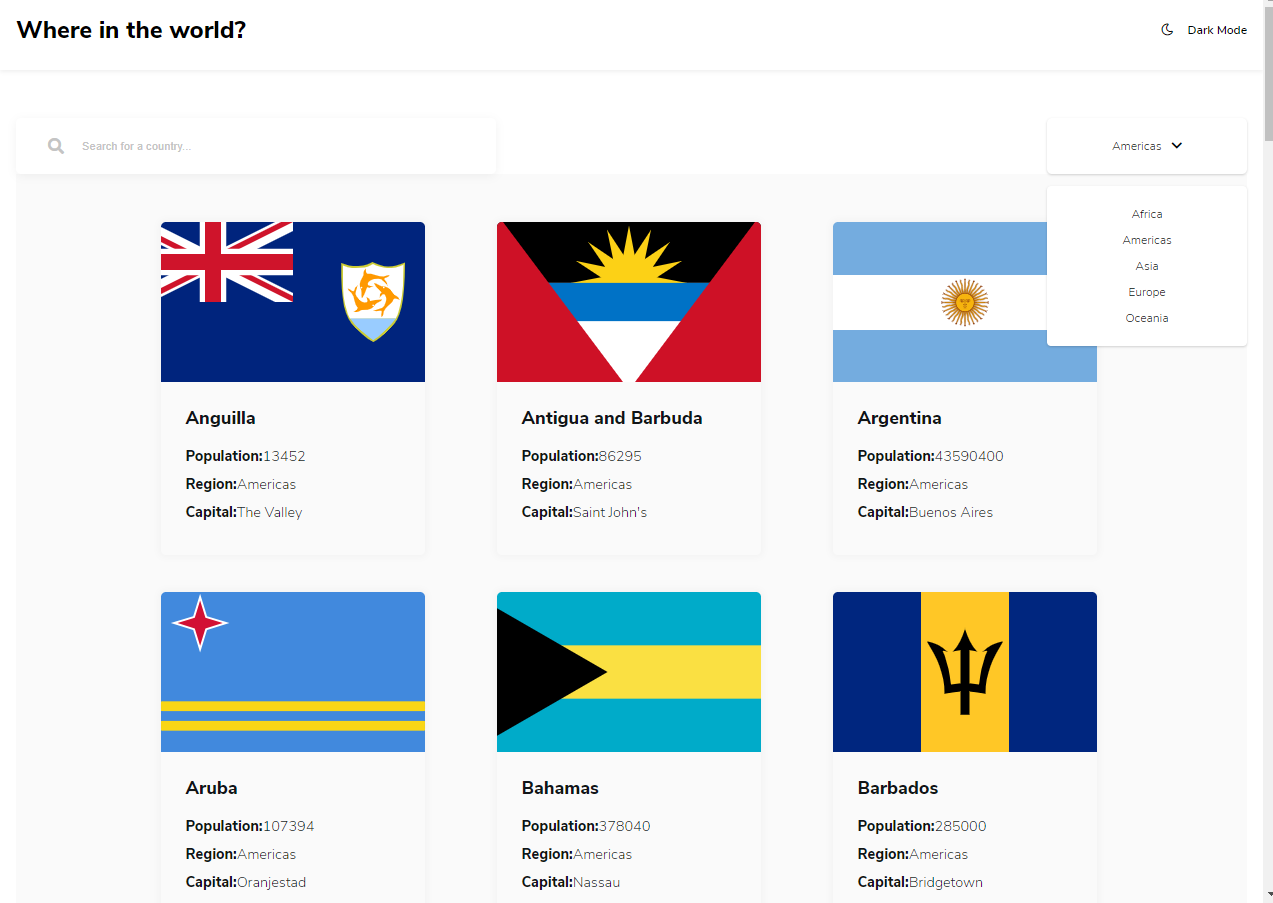 Where in the world?
Dark Mode
Search for a country...
Americas
Africa
Americas
Asia
Europe
Oceania
Anguilla
Population:13452
Region:Americas
Capital:The Valley
Antigua and Barbuda
Population:86295
Region:Americas
Capital:Saint John's
Argentina
Population:43590400
Region:Americas
Capital:Buenos Aires
Aruba
Population:107394
Region:Americas
Capital:Oranjestad
Bahamas
Population:378040
Region:Americas
Capital:Nassau
Barbados
Population:285000
Region:Americas
Capital:Bridgetown